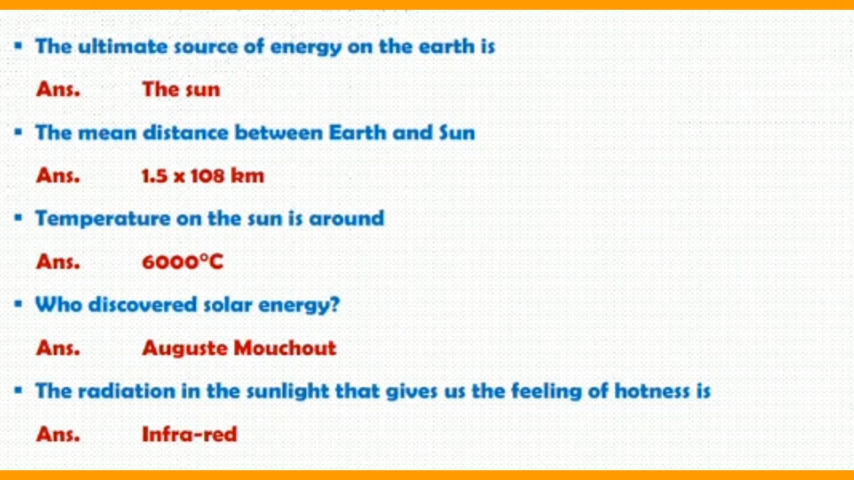 ▪ The ultimate source of energy on the earth is
Ans. The sun
▪ The mean distance between Earth and Sun
Ans. 1.5 x 108 km
▪ Temperature on the sun is around
Ans. 6000°C
▪ Who discovered solar energy?
Ans. Auguste Mouchout
▪ The radiation in the sunlight that gives us the feeling of hotness is
Ans. Infra-red